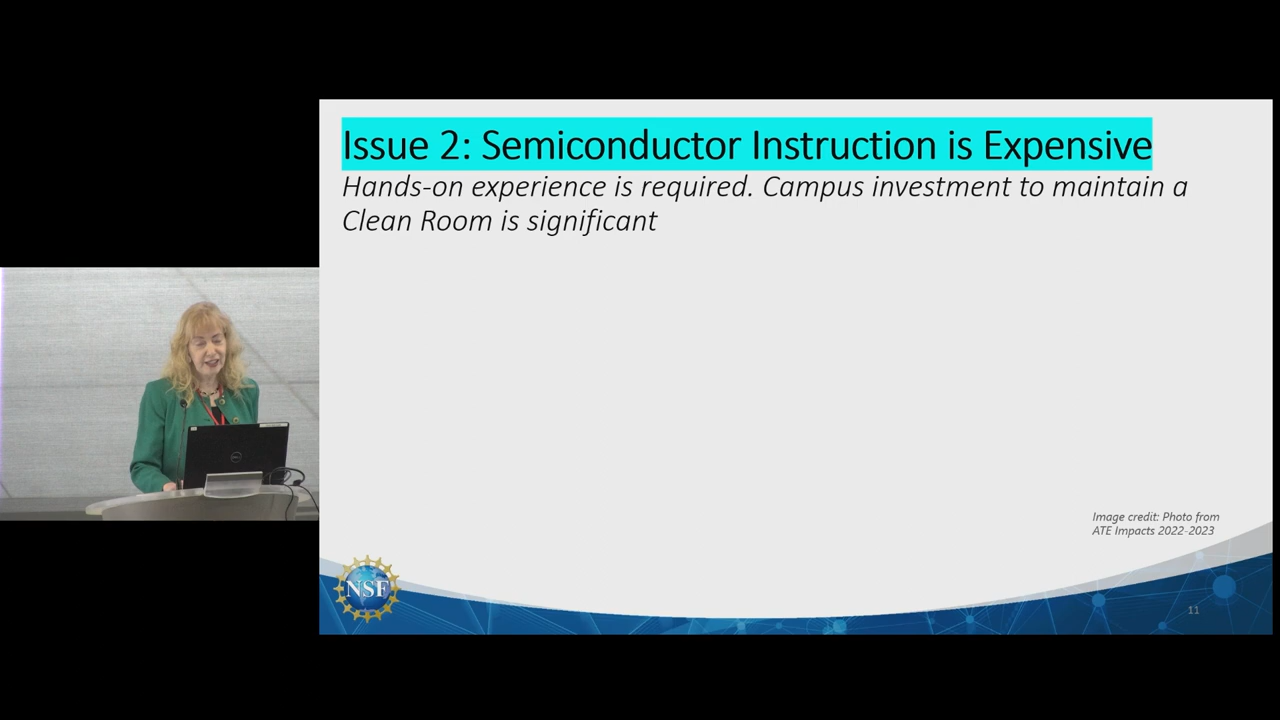 Issue 2: Semiconductor Instruction is Expensive
Hands-on experience is required. Campus investment to maintain a
Clean Room is significant
Image credit: Photo from
ATE Impacts 2022-2023
NSF
11